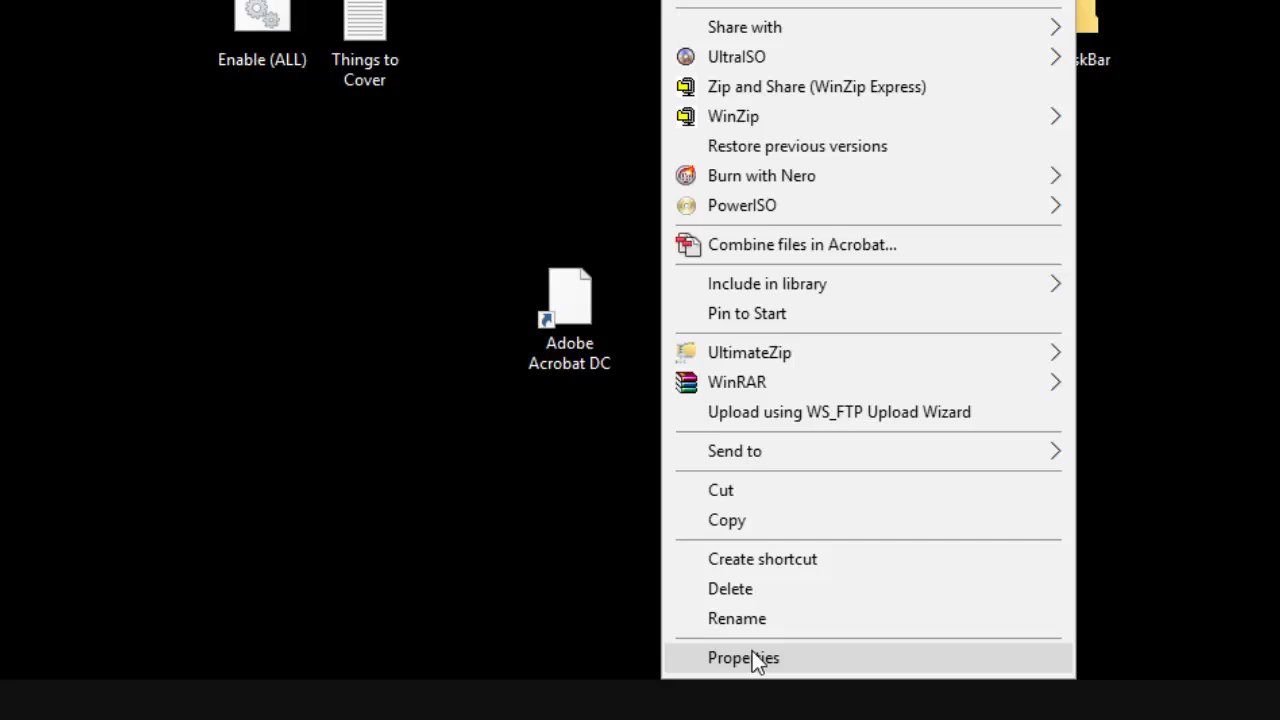 Enable (ALL)
Things to
Cover
Adobe
Acrobat DC
Share with
UltraISO
Zip and Share (WinZip Express)
WinZip
Restore previous versions
Burn with Nero
PowerISO
Combine files in Acrobat...
Include in library
Pin to Start
UltimateZip
WinRAR
Upload using WS_FTP Upload Wizard
Send to
Cut
Copy
Create shortcut
Delete
Rename
Properties
skBar